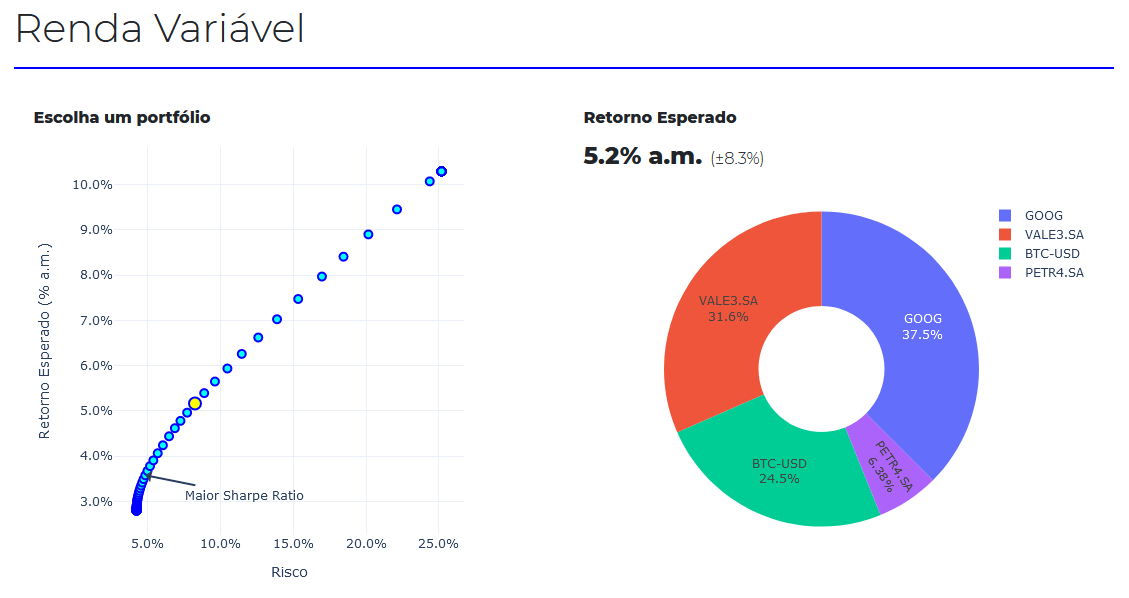 Renda Variável
Escolha um portfólio
Retorno Esperado (% a.m.)
10.0%
9.0%
8.0%
7.0%
6.0%
5.0%
4.0%
3.0%
Maior Sharpe Ratio
5.0%
10.0%
15.0%
20.0%
25.0%
Risco
Retorno Esperado
5.2% a.m. (±8.3%)
GOOG
VALE3.SA
BTC-USD
PETR4.SA
VALE3.SA
31.6%
GOOG
37.5%
BTC-USD
24.5%
PETR4.SA
6.38%